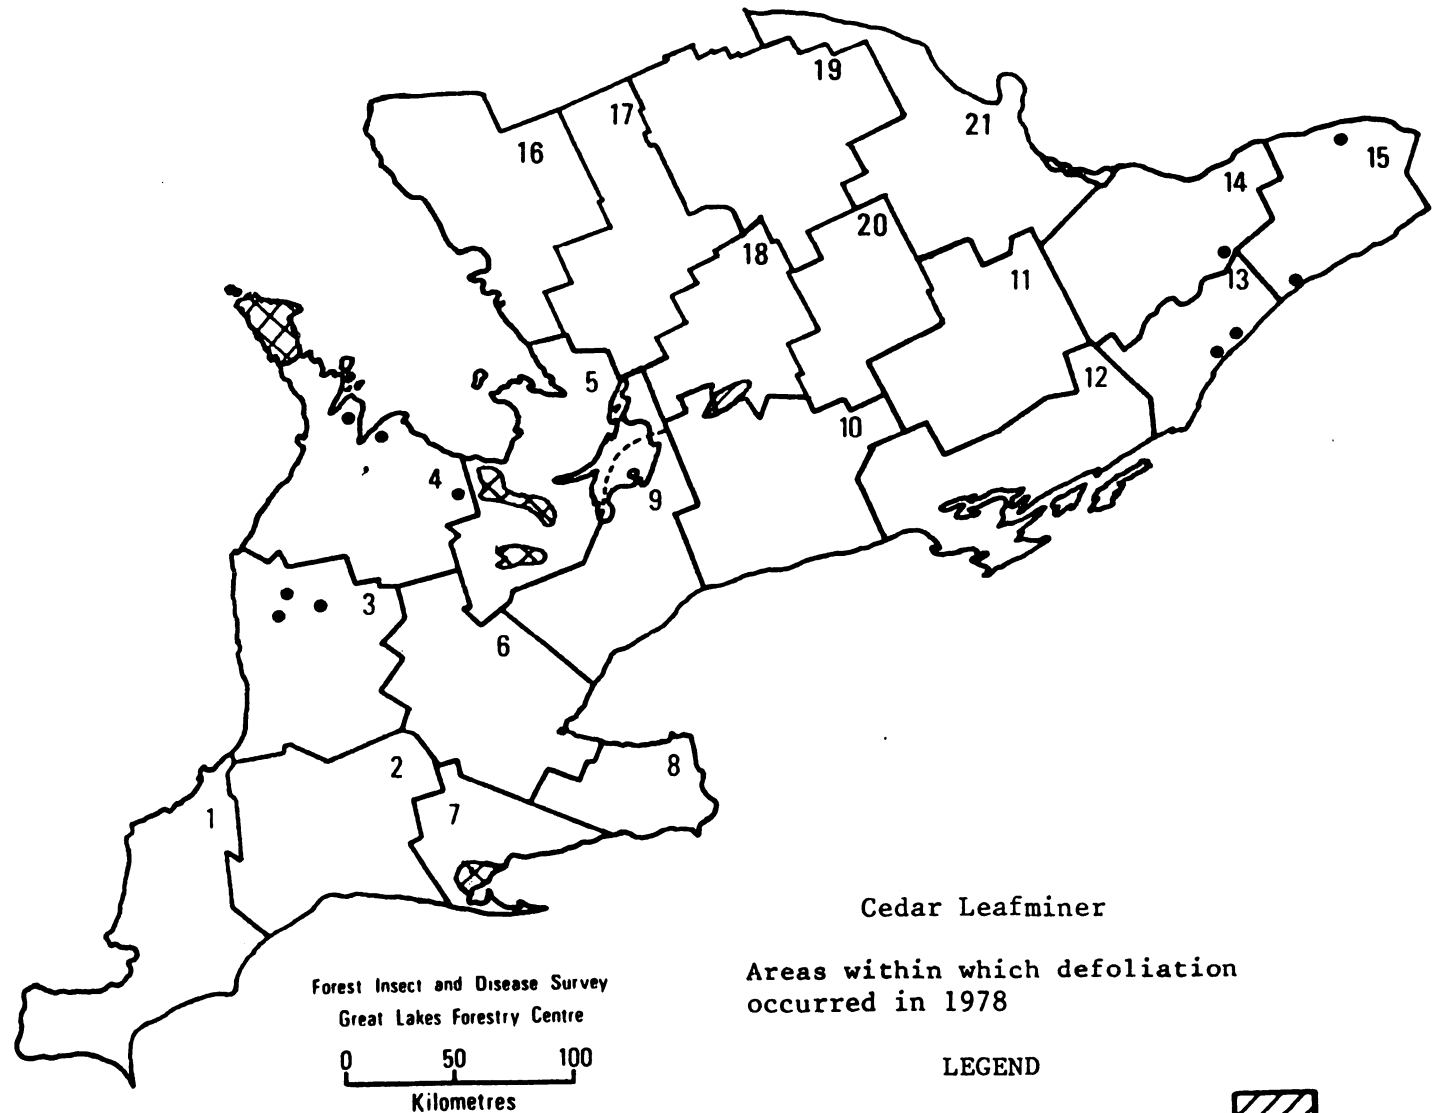 19
17
21
16
15
14
20
18
13
11
5
12
10
4
9
3
6
2
8
7
1
Cedar Leafminer
Areas within which defoliation
occurred in 1978
Forest Insect and Disease Survey
Great Lakes Forestry Centre
0 50 100
Kilometres
LEGEND